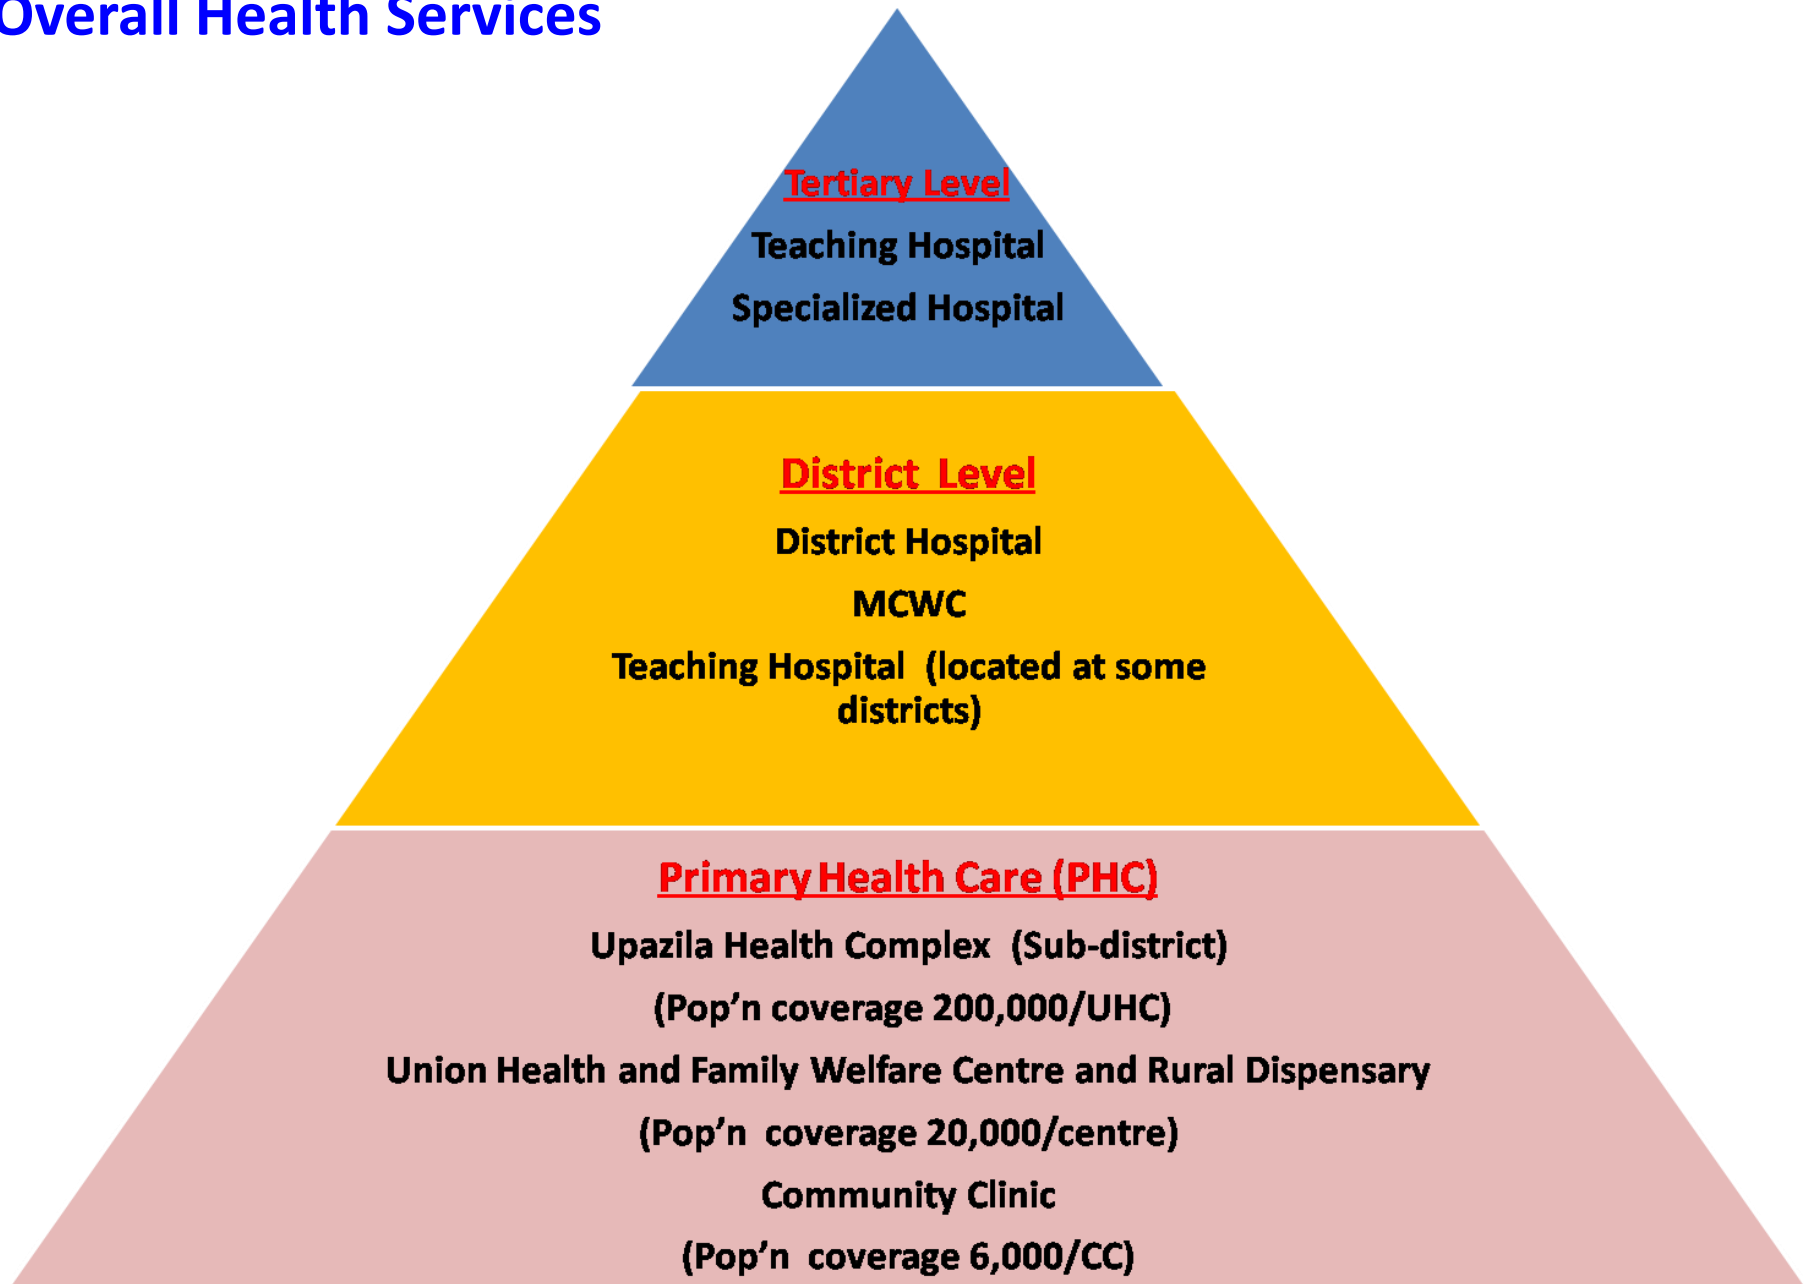 Overall Health Services
Tertiary Level
Teaching Hospital
Specialized Hospital
District Level
District Hospital
MCWC
Teaching Hospital (located at some
districts)
Primary Health Care (PHC)
Upazila Health Complex (Sub-district)
(Pop’n coverage 200,000/UHC)
Union Health and Family Welfare Centre and Rural Dispensary
(Pop’n coverage 20,000/centre)
Community Clinic
(Pop’n coverage 6,000/CC)